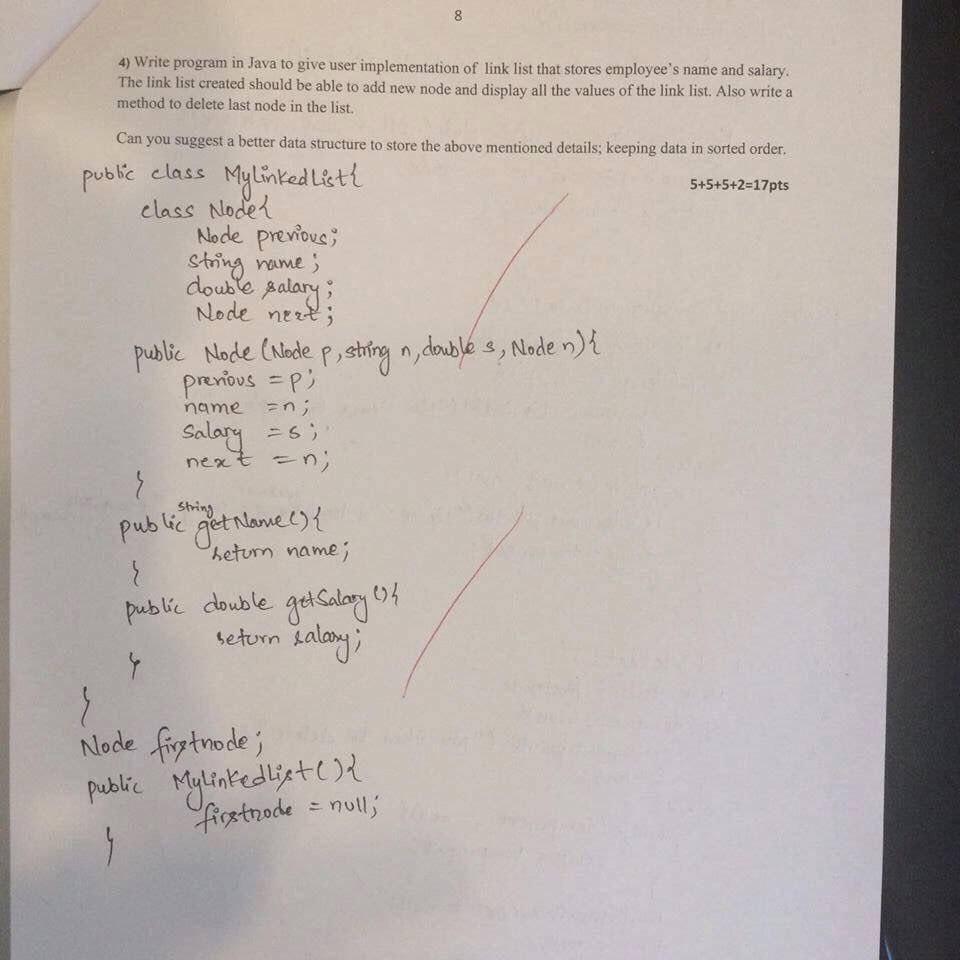 8
4) Write program in Java to give user implementation of link list that stores employee's name and salary.
The link list created should be able to add new node and display all the values of the link list. Also write a
method to delete last node in the list.
Can you suggest a better data structure to store the above mentioned details; keeping data in sorted order.
5+5+5+2=17pts
public class MyLinkedList{
class Node{
Node previous;
string name;
double salary;
Node next;
public Node (Node p, string n, double s, Node n){
previous = p;
name = n;
salary = s;
next = n;
}
public string getName(){
return name;
}
public double getSalary(){
return salary;
}
}
Node firstnode;
public MyLinkedList(){
firstnode = null;
}